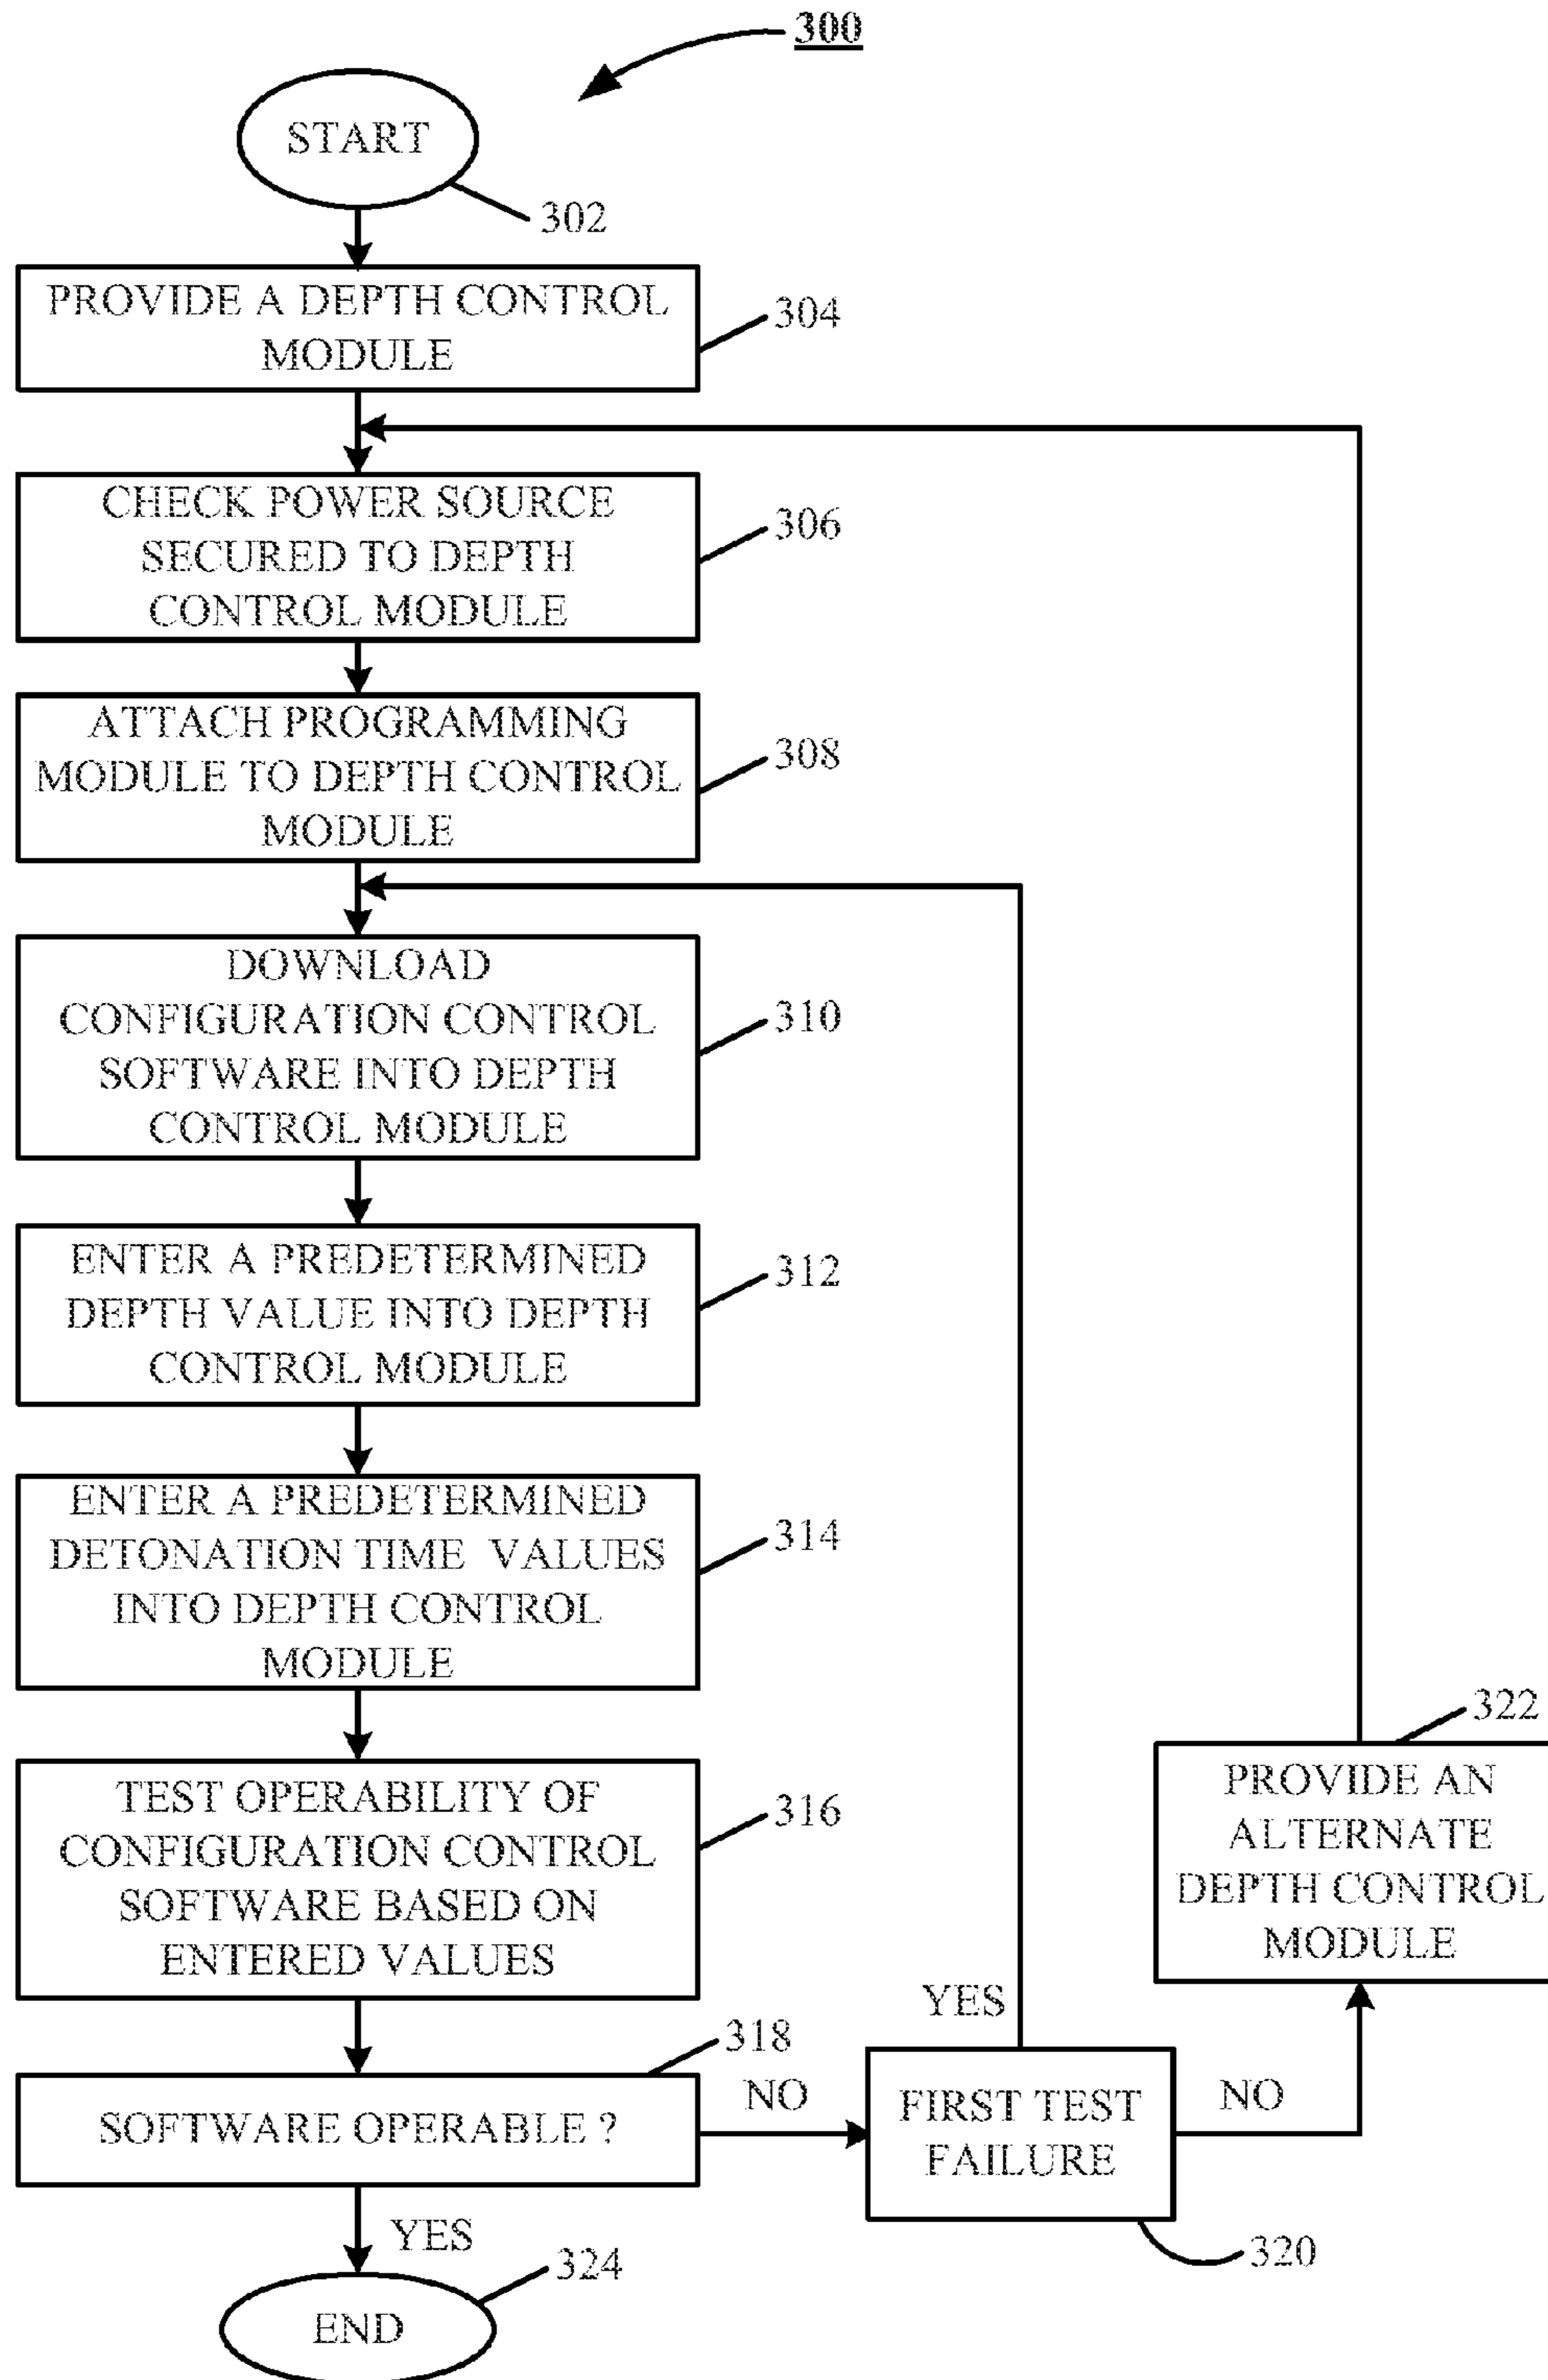 300
START
302
PROVIDE A DEPTH CONTROL
MODULE
304
CHECK POWER SOURCE
SECURED TO DEPTH
CONTROL MODULE
306
ATTACH PROGRAMMING
MODULE TO DEPTH CONTROL
MODULE
308
DOWNLOAD
CONFIGURATION CONTROL
SOFTWARE INTO DEPTH
CONTROL MODULE
310
ENTER A PREDETERMINED
DEPTH VALUE INTO DEPTH
CONTROL MODULE
312
ENTER A PREDETERMINED
DETONATION TIME VALUES
INTO DEPTH CONTROL
MODULE
314
TEST OPERABILITY OF
CONFIGURATION CONTROL
SOFTWARE BASED ON
ENTERED VALUES
316
SOFTWARE OPERABLE ?
318
NO
YES
FIRST TEST
FAILURE
320
YES
NO
322
PROVIDE AN
ALTERNATE
DEPTH CONTROL
MODULE
324
END